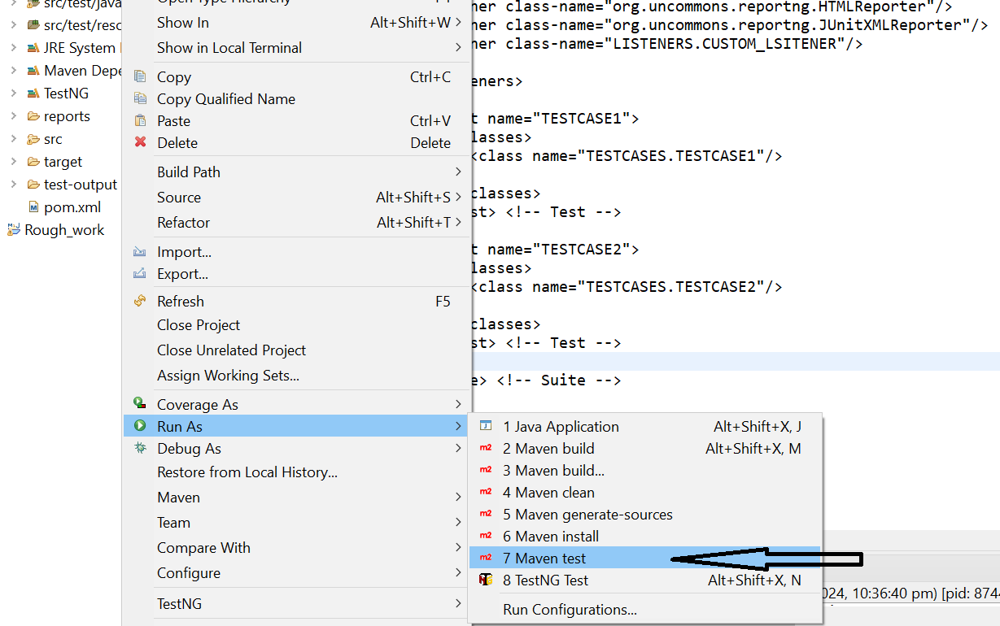 src/test/java
src/test/reso
JRE System
Maven Depe
TestNG
reports
src
target
test-output
pom.xml
Rough_work
Show In Alt+Shift+W
Show in Local Terminal
Copy Ctrl+C
Copy Qualified Name
Paste Ctrl+V
Delete Delete
Build Path
Source Alt+Shift+S
Refactor Alt+Shift+T
Import...
Export...
Refresh F5
Close Project
Close Unrelated Project
Assign Working Sets...
Coverage As
Run As
Debug As
Restore from Local History...
Maven
Team
Compare With
Configure
TestNG
1 Java Application Alt+Shift+X, J
2 Maven build Alt+Shift+X, M
3 Maven build...
4 Maven clean
5 Maven generate-sources
6 Maven install
7 Maven test
8 TestNG Test Alt+Shift+X, N
Run Configurations...
ner class-name="org.uncommons.reportng.HTMLReporter"/>
ner class-name="org.uncommons.reportng.JUnitXMLReporter"/>
ner class-name="LISTENERS.CUSTOM_LSITENER"/>
eners>
t name="TESTCASE1">
lasses>
<class name="TESTCASES.TESTCASE1"/>
classes>
st> <!-- Test -->
t name="TESTCASE2">
lasses>
<class name="TESTCASES.TESTCASE2"/>
classes>
st> <!-- Test -->
e> <!-- Suite -->
024, 10:36:40 pm) [pid: 8744